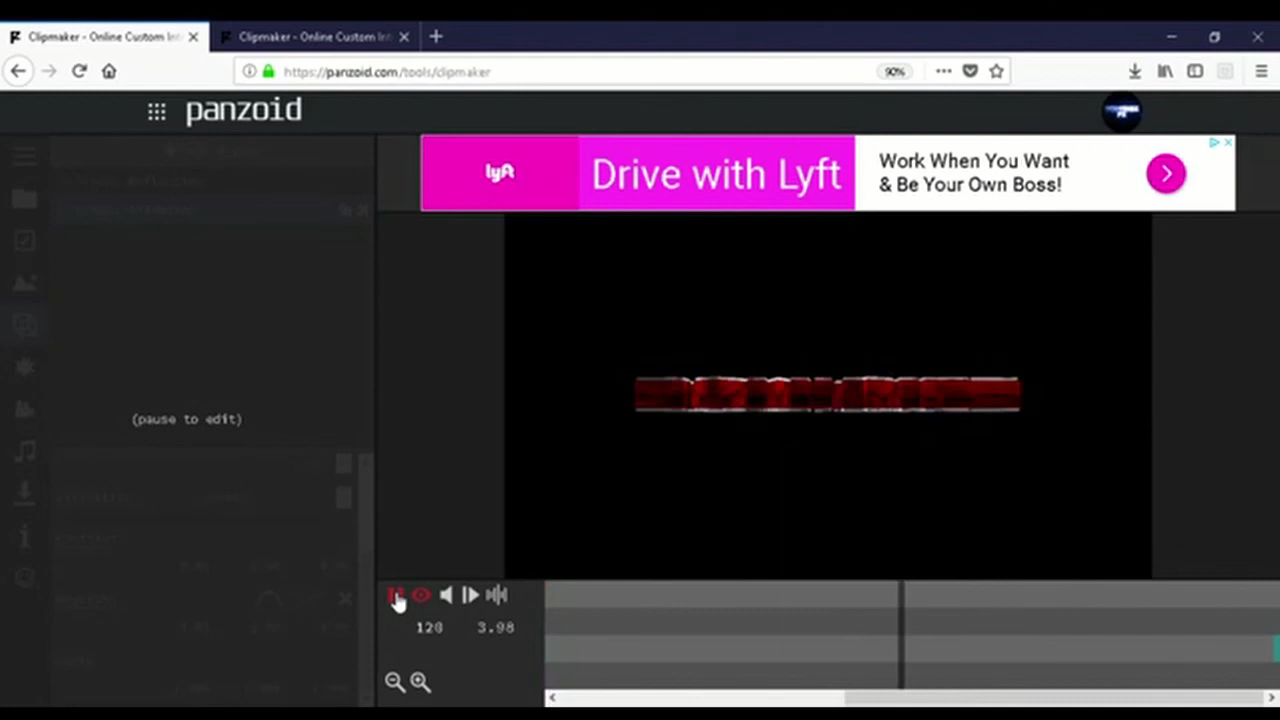 Clipmaker - Online Custom Int
Clipmaker - Online Custom Int
https://panzoid.com/tools/clipmaker
90%
panzoid
lyft
Drive with Lyft
Work When You Want
& Be Your Own Boss!
(pause to edit)
120
3.98